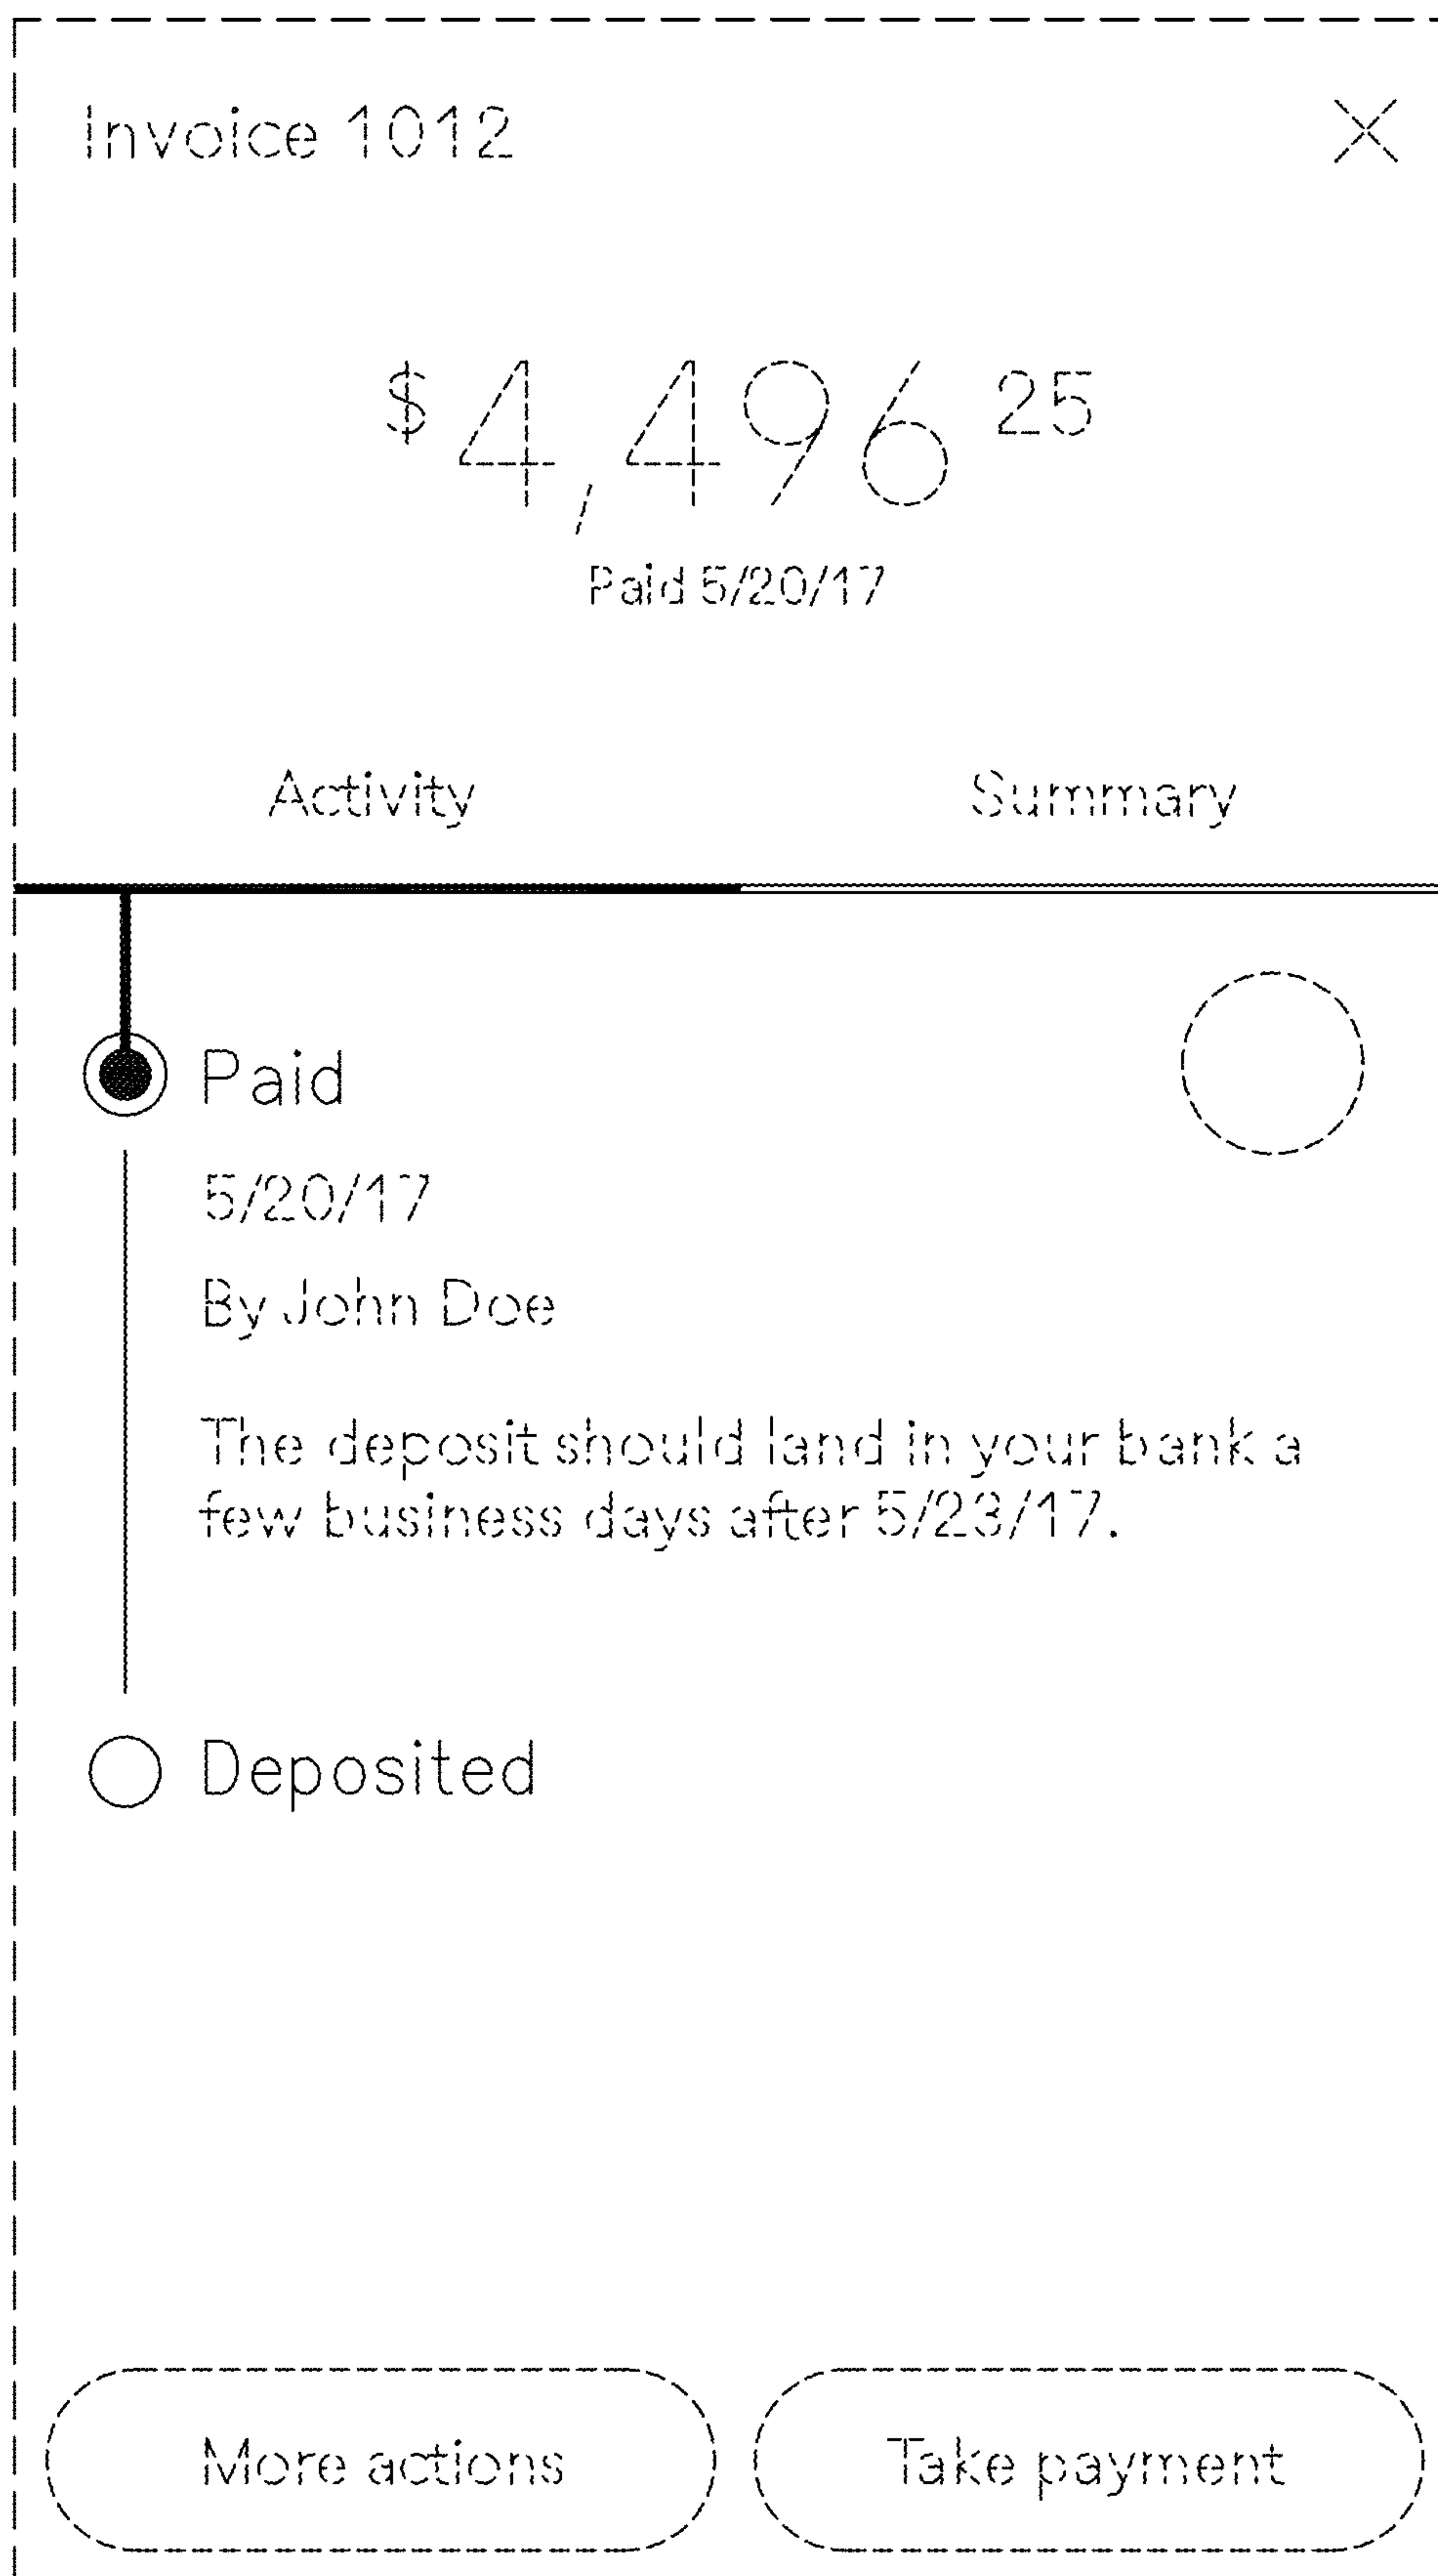 Invoice 1012
$4,496 25
Paid 5/20/17
Activity Summary
Paid
5/20/17
By John Doe
The deposit should land in your bank a
few business days after 5/23/17.
Deposited
More actions Take payment